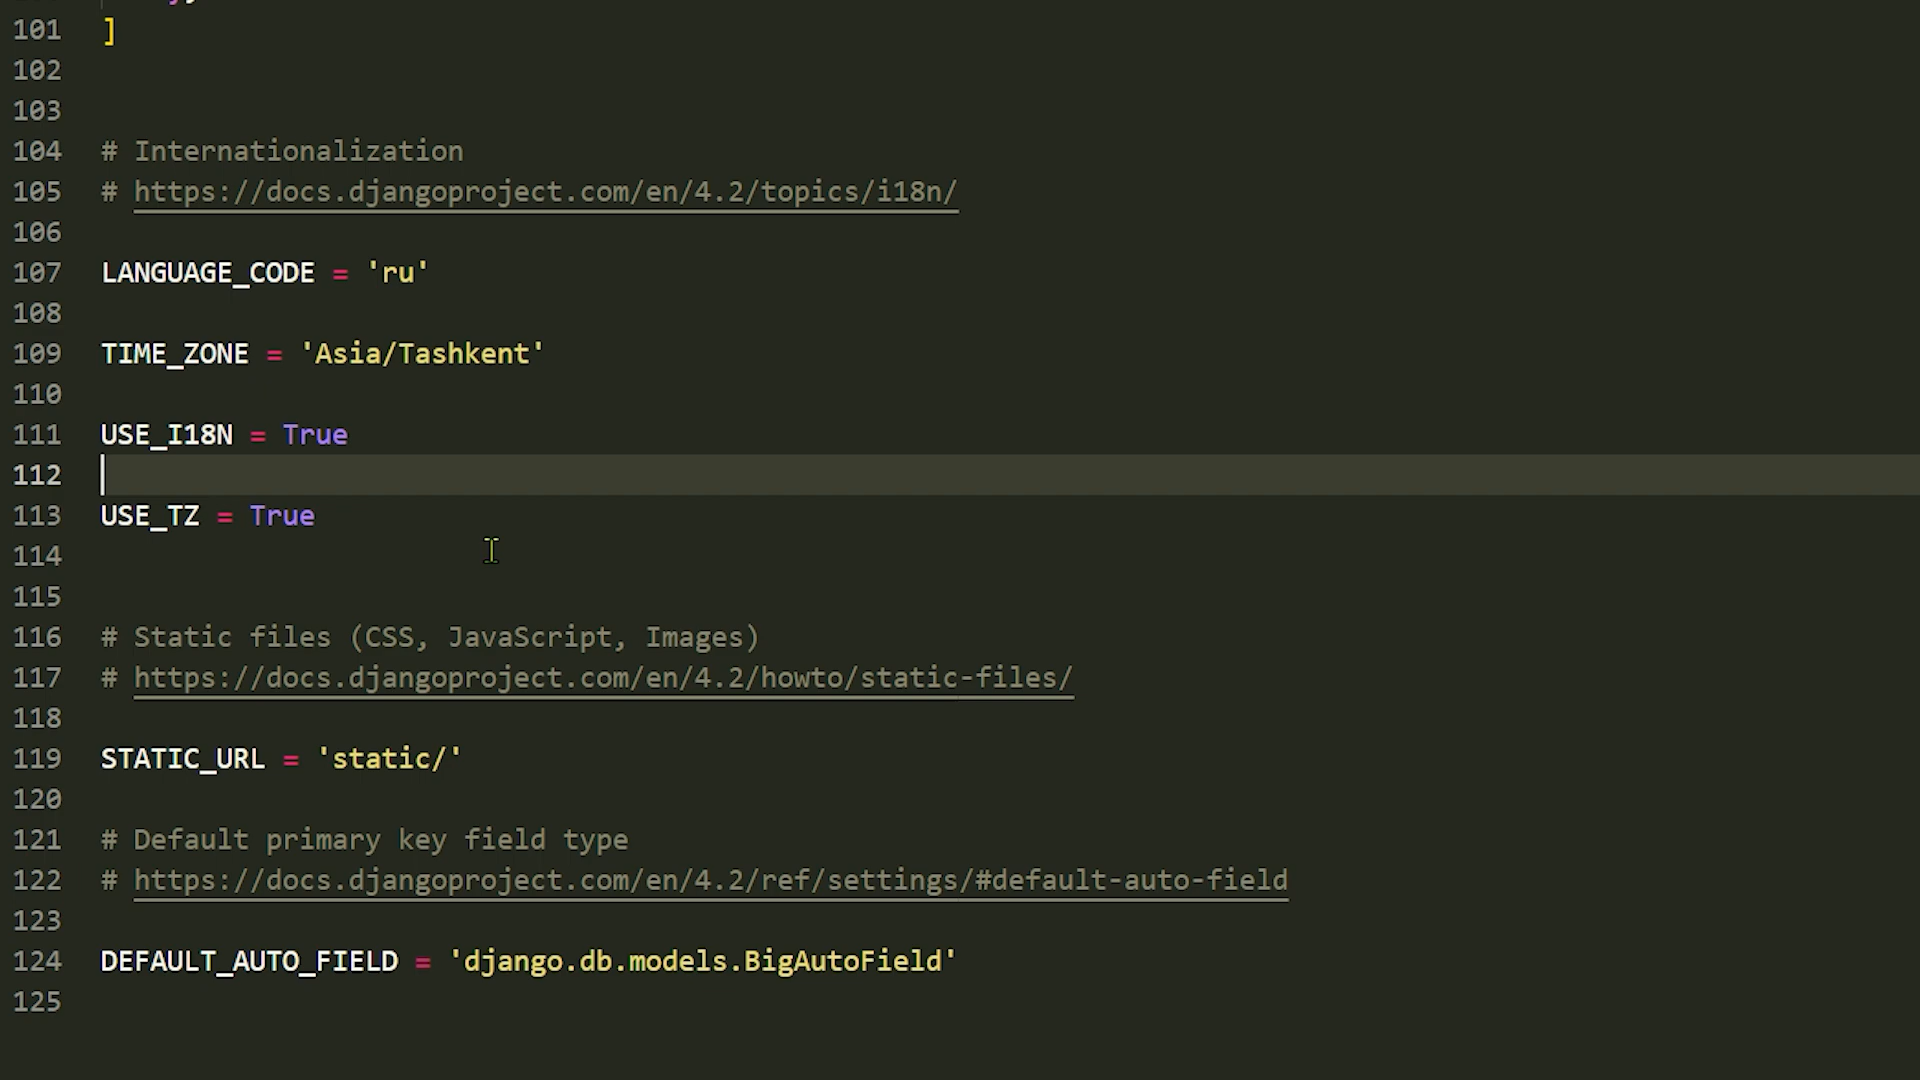 101 ]
102
103
104 # Internationalization
105 # https://docs.djangoproject.com/en/4.2/topics/i18n/
106
107 LANGUAGE_CODE = 'ru'
108
109 TIME_ZONE = 'Asia/Tashkent'
110
111 USE_I18N = True
112
113 USE_TZ = True
114
115
116 # Static files (CSS, JavaScript, Images)
117 # https://docs.djangoproject.com/en/4.2/howto/static-files/
118
119 STATIC_URL = 'static/'
120
121 # Default primary key field type
122 # https://docs.djangoproject.com/en/4.2/ref/settings/#default-auto-field
123
124 DEFAULT_AUTO_FIELD = 'django.db.models.BigAutoField'
125